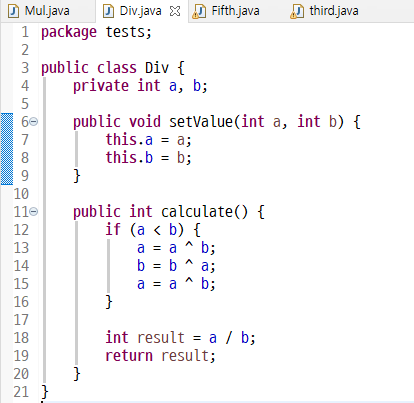 Mul.java Div.java Fifth.java third.java
1 package tests;
2
3 public class Div {
4 private int a, b;
5
6 public void setValue(int a, int b) {
7 this.a = a;
8 this.b = b;
9 }
10
11 public int calculate() {
12 if (a < b) {
13 a = a ^ b;
14 b = b ^ a;
15 a = a ^ b;
16 }
17
18 int result = a / b;
19 return result;
20 }
21 }